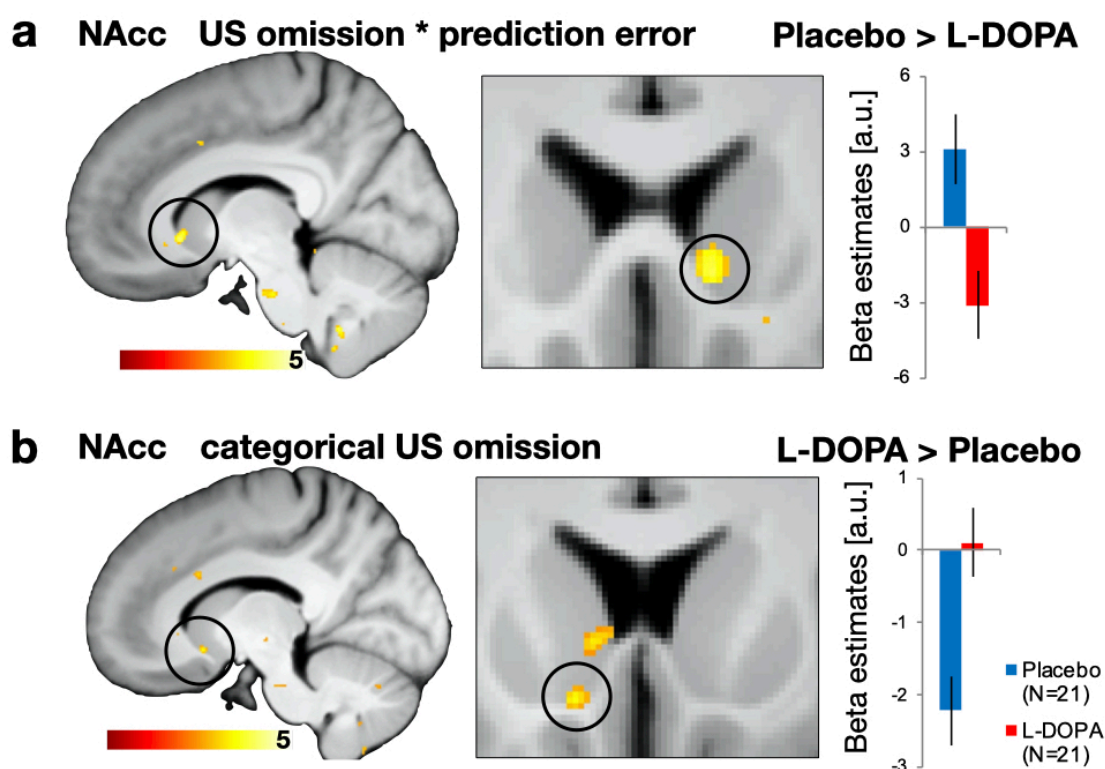 a NAcc US omission * prediction error Placebo > L-DOPA
6
3
0
-3
-6
Beta estimates [a.u.]
5
b NAcc categorical US omission L-DOPA > Placebo
1
0
-1
-2
-3
Beta estimates [a.u.]
5
Placebo
(N=21)
L-DOPA
(N=21)